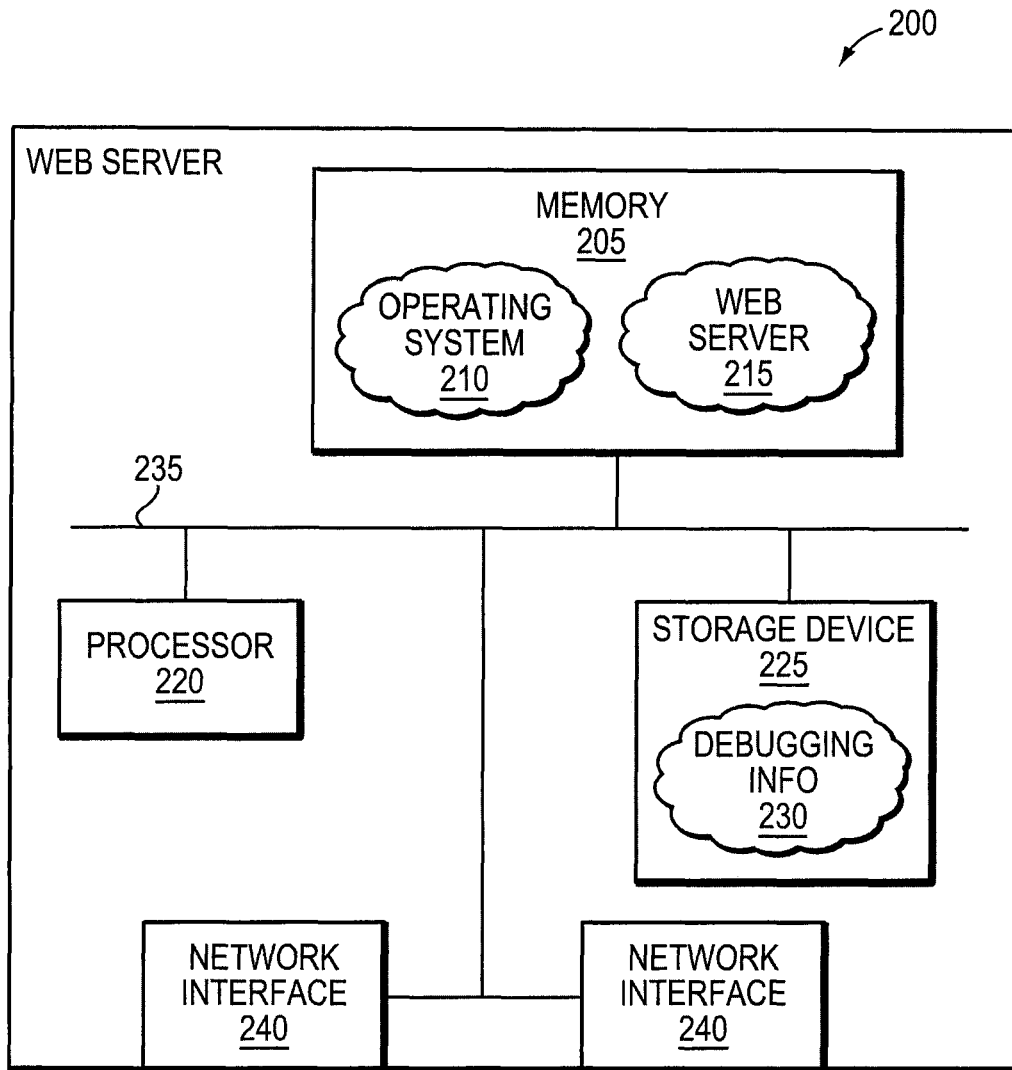 200
WEB SERVER
MEMORY
205
OPERATING
SYSTEM
210
WEB
SERVER
215
235
PROCESSOR
220
STORAGE DEVICE
225
DEBUGGING
INFO
230
NETWORK
INTERFACE
240
NETWORK
INTERFACE
240